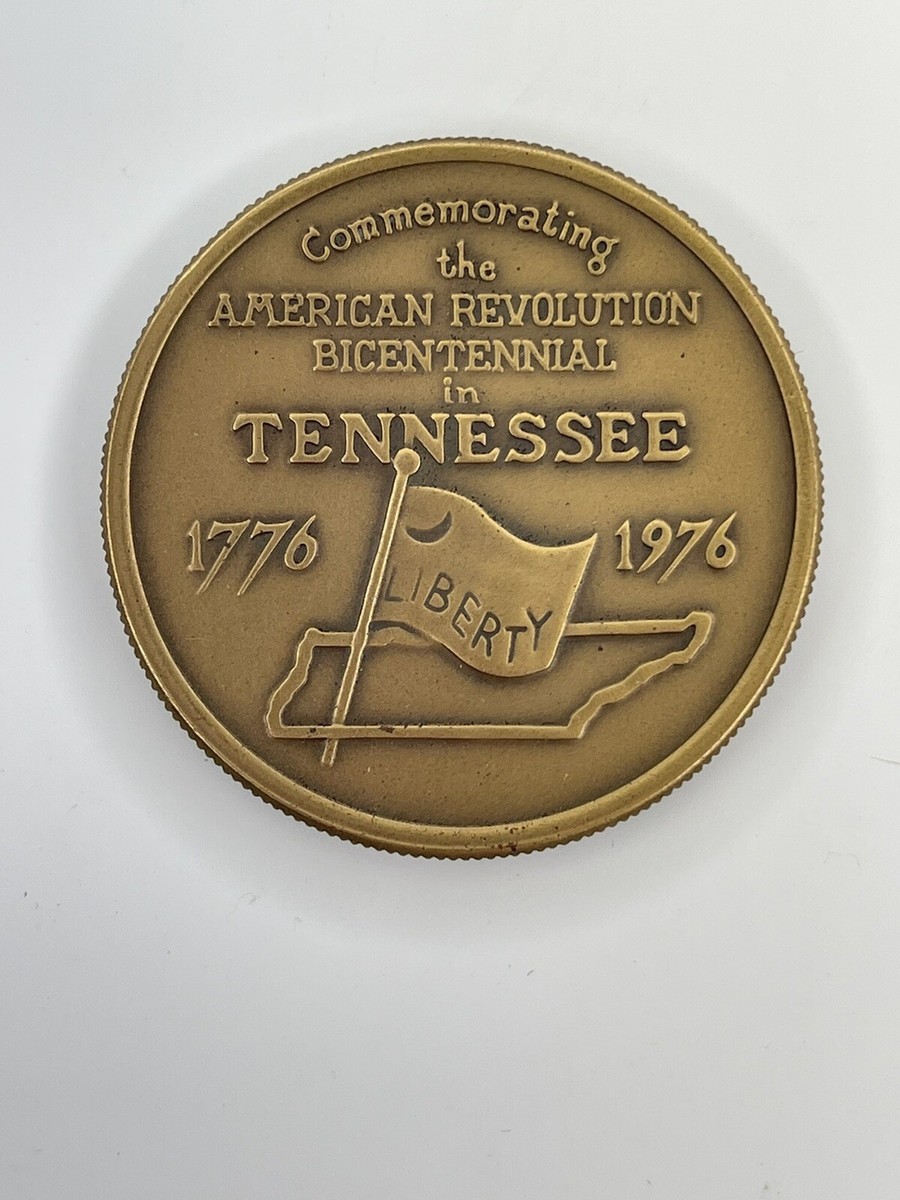 Commemorating
the
AMERICAN REVOLUTION
BICENTENNIAL
in
TENNESSEE
1776 1976
LIBERTY